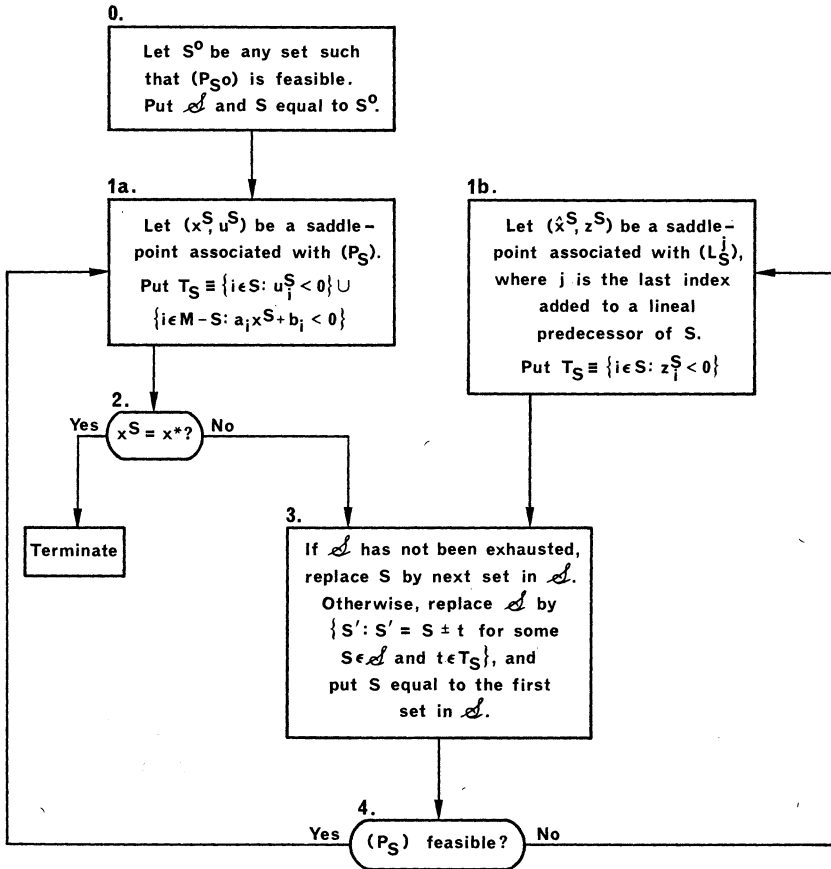 0.
Let S⁰ be any set such
that (P_S⁰) is feasible.
Put 𝒮 and S equal to S⁰.
1a.
Let (x^S, u^S) be a saddle-
point associated with (P_S).
Put T_S ≡ {i ϵ S: u_i^S < 0} ∪
{i ϵ M – S: a_i x^S + b_i < 0}
1b.
Let (x̂^S, z^S) be a saddle–
point associated with (L_S^j),
where j is the last index
added to a lineal
predecessor of S.
Put T_S ≡ {i ϵ S: z_i^S < 0}
2.
Yes
x^S = x*?
No
Terminate
3.
If 𝒮 has not been exhausted,
replace S by next set in 𝒮.
Otherwise, replace 𝒮 by
{S′: S′ = S ± t for some
S ϵ 𝒮 and t ϵ T_S}, and
put S equal to the first
set in 𝒮.
4.
Yes
(P_S) feasible?
No